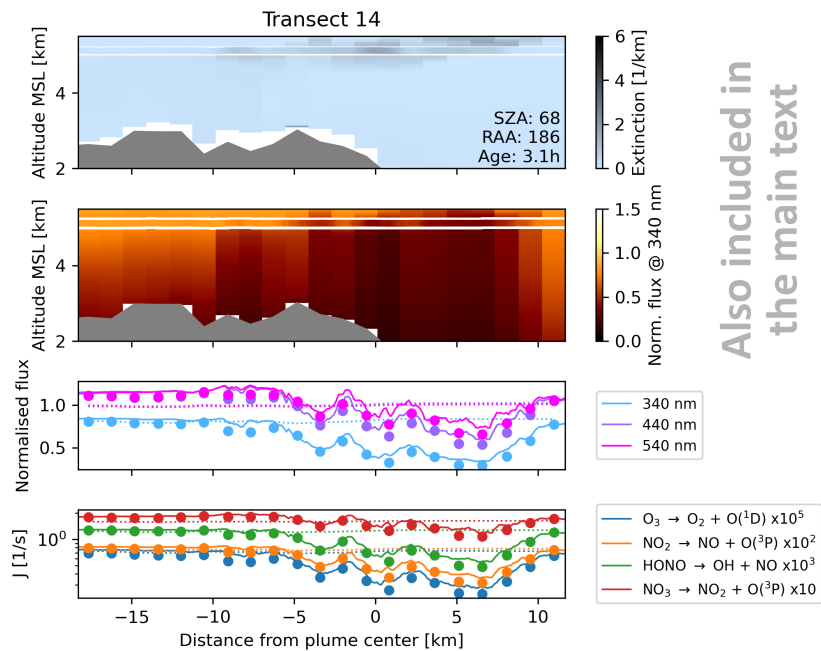 Transect 14
Altitude MSL [km]
4
2
SZA: 68
RAA: 186
Age: 3.1h
6
4
2
0
Extinction [1/km]
Also included in
the main text
Altitude MSL [km]
4
2
1.5
1.0
0.5
0.0
Norm. flux @ 340 nm
Normalised flux
1.0
0.5
340 nm
440 nm
540 nm
J [1/s]
10⁰
O₃ → O₂ + O(¹D) x10⁵
NO₂ → NO + O(³P) x10²
HONO → OH + NO x10³
NO₃ → NO₂ + O(³P) x10
−15
−10
−5
0
5
10
Distance from plume center [km]